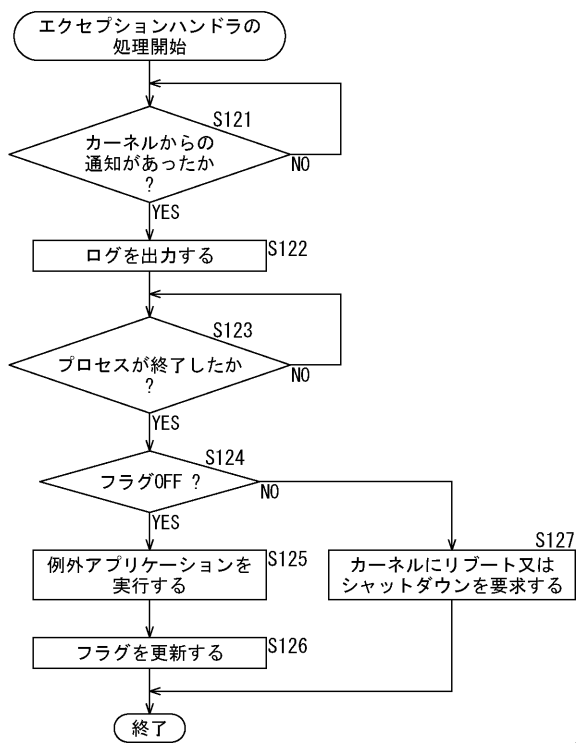 エクセプションハンドラの
処理開始
S121
カーネルからの
通知があったか
?
NO
YES
ログを出力する
S122
S123
プロセスが終了したか
?
NO
YES
S124
フラグOFF ?
NO
YES
例外アプリケーションを
実行する
S125
S127
カーネルにリブート又は
シャットダウンを要求する
フラグを更新する
S126
終了